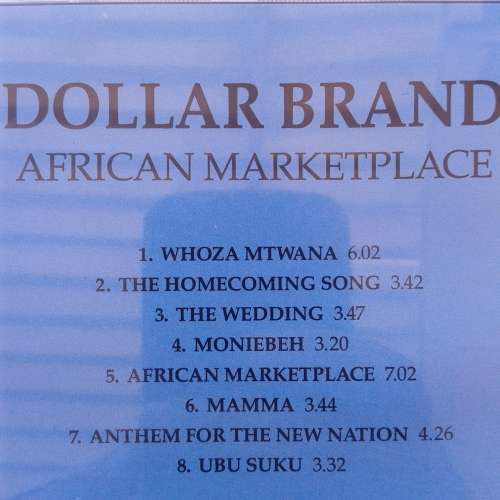 DOLLAR BRAND
AFRICAN MARKETPLACE
1. WHOZA MTWANA 6.02
2. THE HOMECOMING SONG 3.42
3. THE WEDDING 3.47
4. MONIEBEH 3.20
5. AFRICAN MARKETPLACE 7.02
6. MAMMA 3.44
7. ANTHEM FOR THE NEW NATION 4.26
8. UBU SUKU 3.32